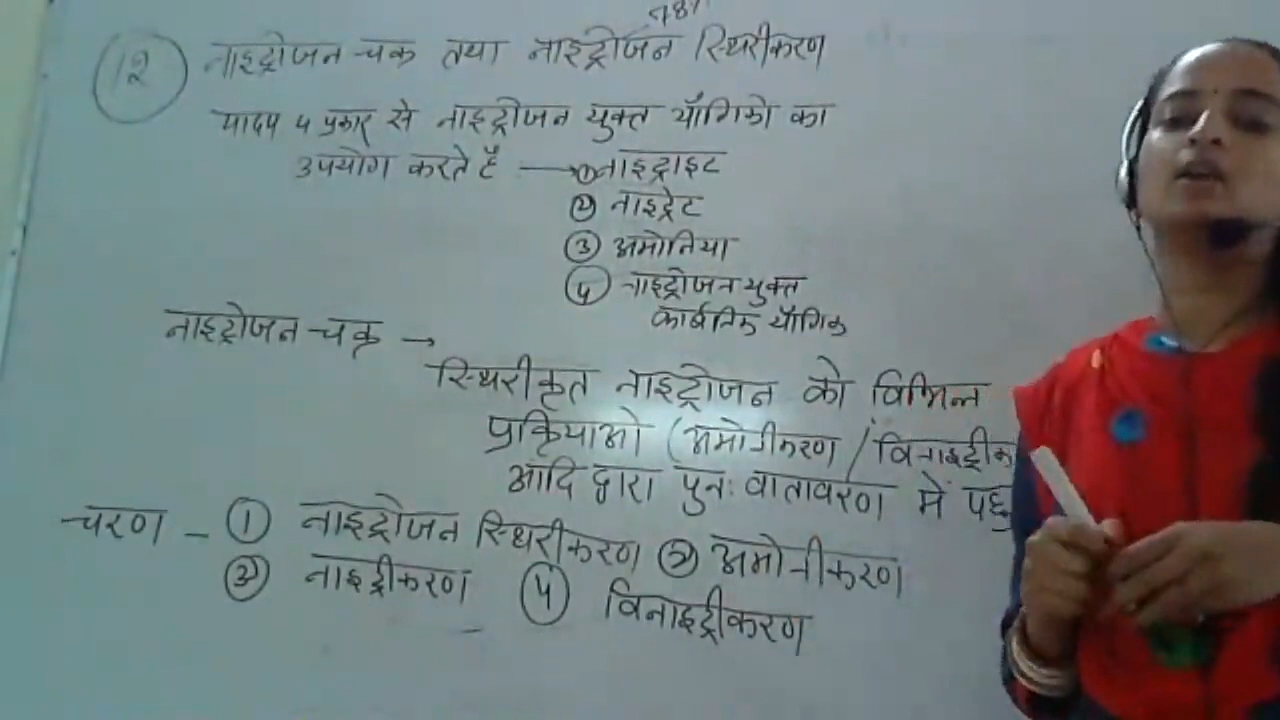 12 नाइट्रोजन चक्र तथा नाइट्रोजन स्थिरीकरण
पादप 4 प्रकार से नाइट्रोजन युक्त यौगिको का
उपयोग करते हैं → ① नाइट्राइट
② नाइट्रेट
③ अमोनिया
④ नाइट्रोजन युक्त
कार्बनिक यौगिक
नाइट्रोजन चक्र →
स्थिरीकृत नाइट्रोजन को विभिन्न
प्रक्रियाओ (अमोनीकरण / विनाइट्रीक
आदि द्वारा पुनः वातावरण में पहु
चरण - ① नाइट्रोजन स्थिरीकरण ② अमोनीकरण
③ नाइट्रीकरण ④ विनाइट्रीकरण